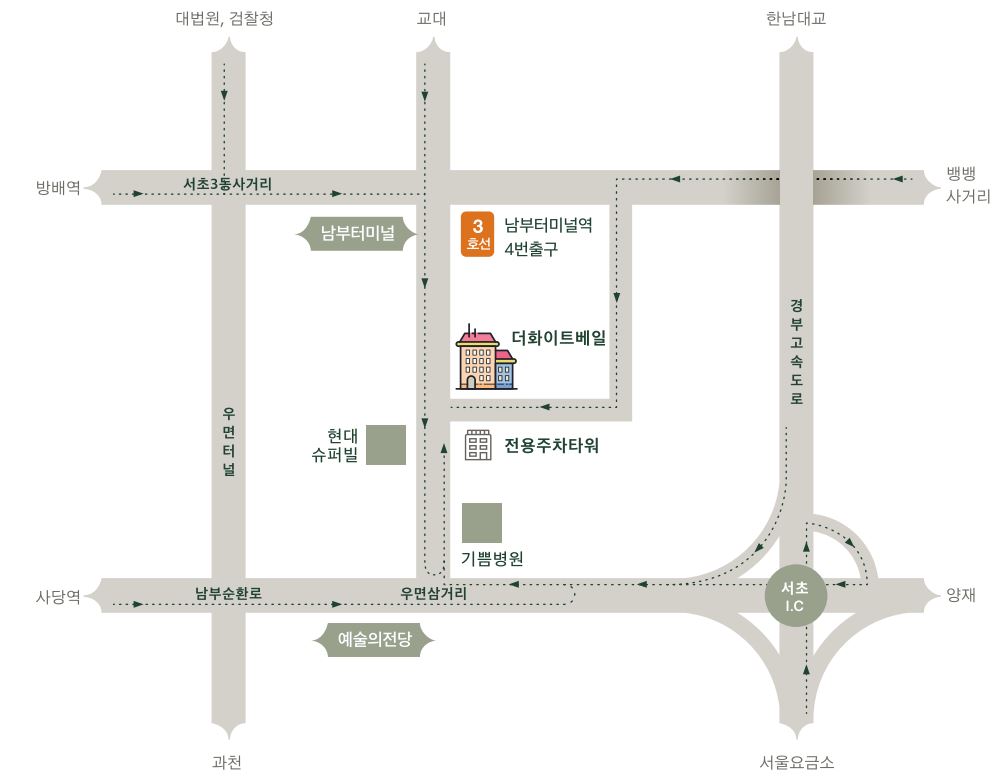 대법원, 검찰청
교대
한남대교
방배역
서초3동사거리
뱅뱅
사거리
남부터미널
3
호선
남부터미널역
4번출구
더화이트베일
경부고속도로
우면터널
현대
슈퍼빌
전용주차타워
기쁨병원
사당역
남부순환로
우면삼거리
서초
I.C
양재
예술의전당
과천
서울요금소